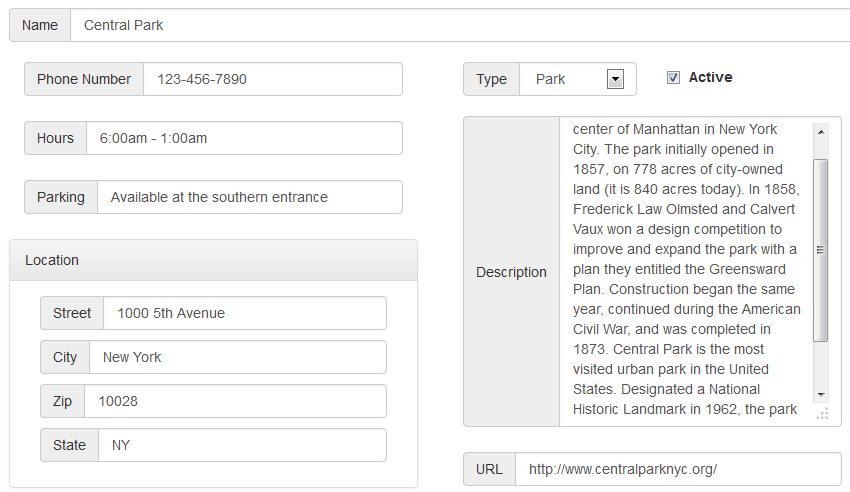 Name Central Park
Phone Number 123-456-7890
Type Park Active
Hours 6:00am - 1:00am
Parking Available at the southern entrance
Location
Street 1000 5th Avenue
City New York
Zip 10028
State NY
Description
center of Manhattan in New York
City. The park initially opened in
1857, on 778 acres of city-owned
land (it is 840 acres today). In 1858,
Frederick Law Olmsted and Calvert
Vaux won a design competition to
improve and expand the park with a
plan they entitled the Greensward
Plan. Construction began the same
year, continued during the American
Civil War, and was completed in
1873. Central Park is the most
visited urban park in the United
States. Designated a National
Historic Landmark in 1962, the park
URL http://www.centralparknyc.org/